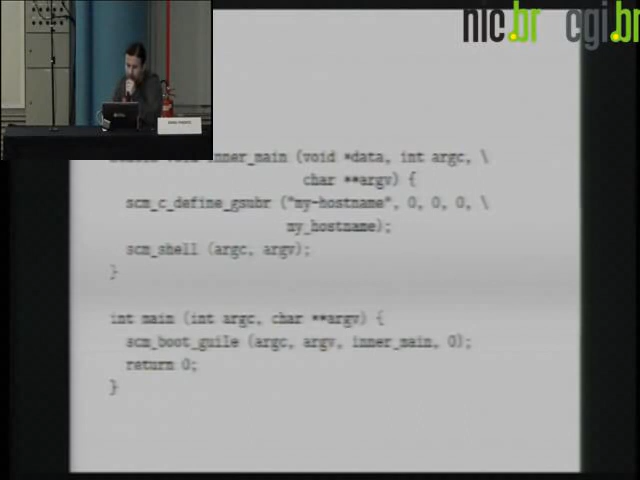 nic.br cgi.br
inner_main (void *data, int argc, \
char **argv) {
scm_c_define_gsubr ("my-hostname", 0, 0, 0, \
my_hostname);
scm_shell (argc, argv);
}
int main (int argc, char **argv) {
scm_boot_guile (argc, argv, inner_main, 0);
return 0;
}